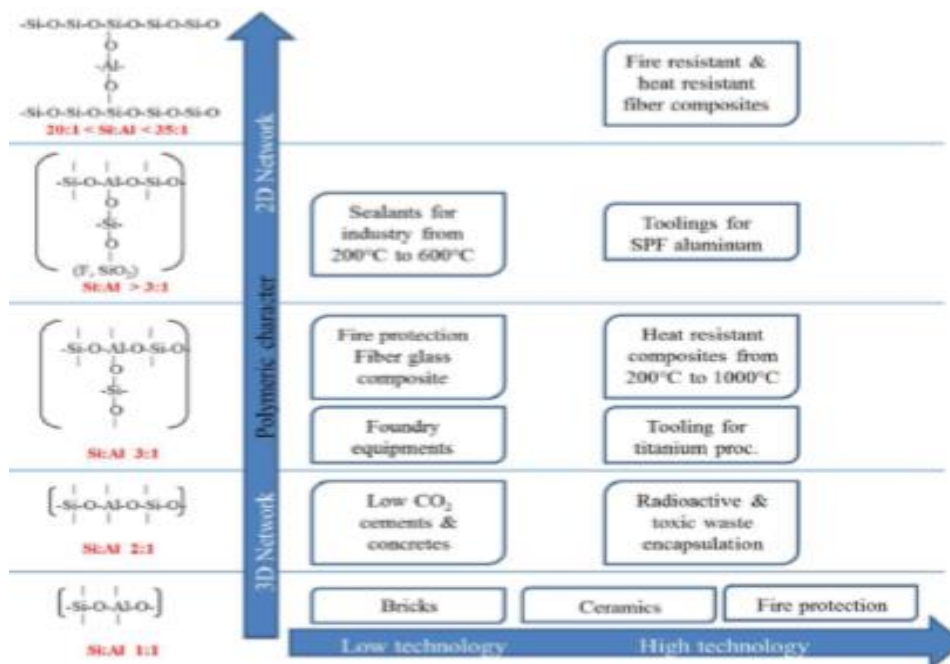 -Si-O-Si-O-Si-O-Si-O-Si-O
O
-Al-
O
-Si-O-Si-O-Si-O-Si-O-Si-O
20:1 < Si:Al < 35:1
Fire resistant &
heat resistant
fiber composites
-Si-O-Al-O-Si-O-
O
-Si-
O
(F, SiO2)
Si:Al > 3:1
Sealants for
industry from
200°C to 600°C
Toolings for
SPF aluminum
-Si-O-Al-O-Si-O-
O
-Si-
O
Si:Al 3:1
Fire protection
Fiber glass
composite
Heat resistant
composites from
200°C to 1000°C
Foundry
equipments
Tooling for
titanium proc.
-Si-O-Al-O-Si-O-
Si:Al 2:1
Low CO2
cements &
concretes
Radioactive &
toxic waste
encapsulation
-Si-O-Al-O-
Si:Al 1:1
Bricks
Ceramics
Fire protection
2D Network
Polymeric character
3D Network
Low technology
High technology